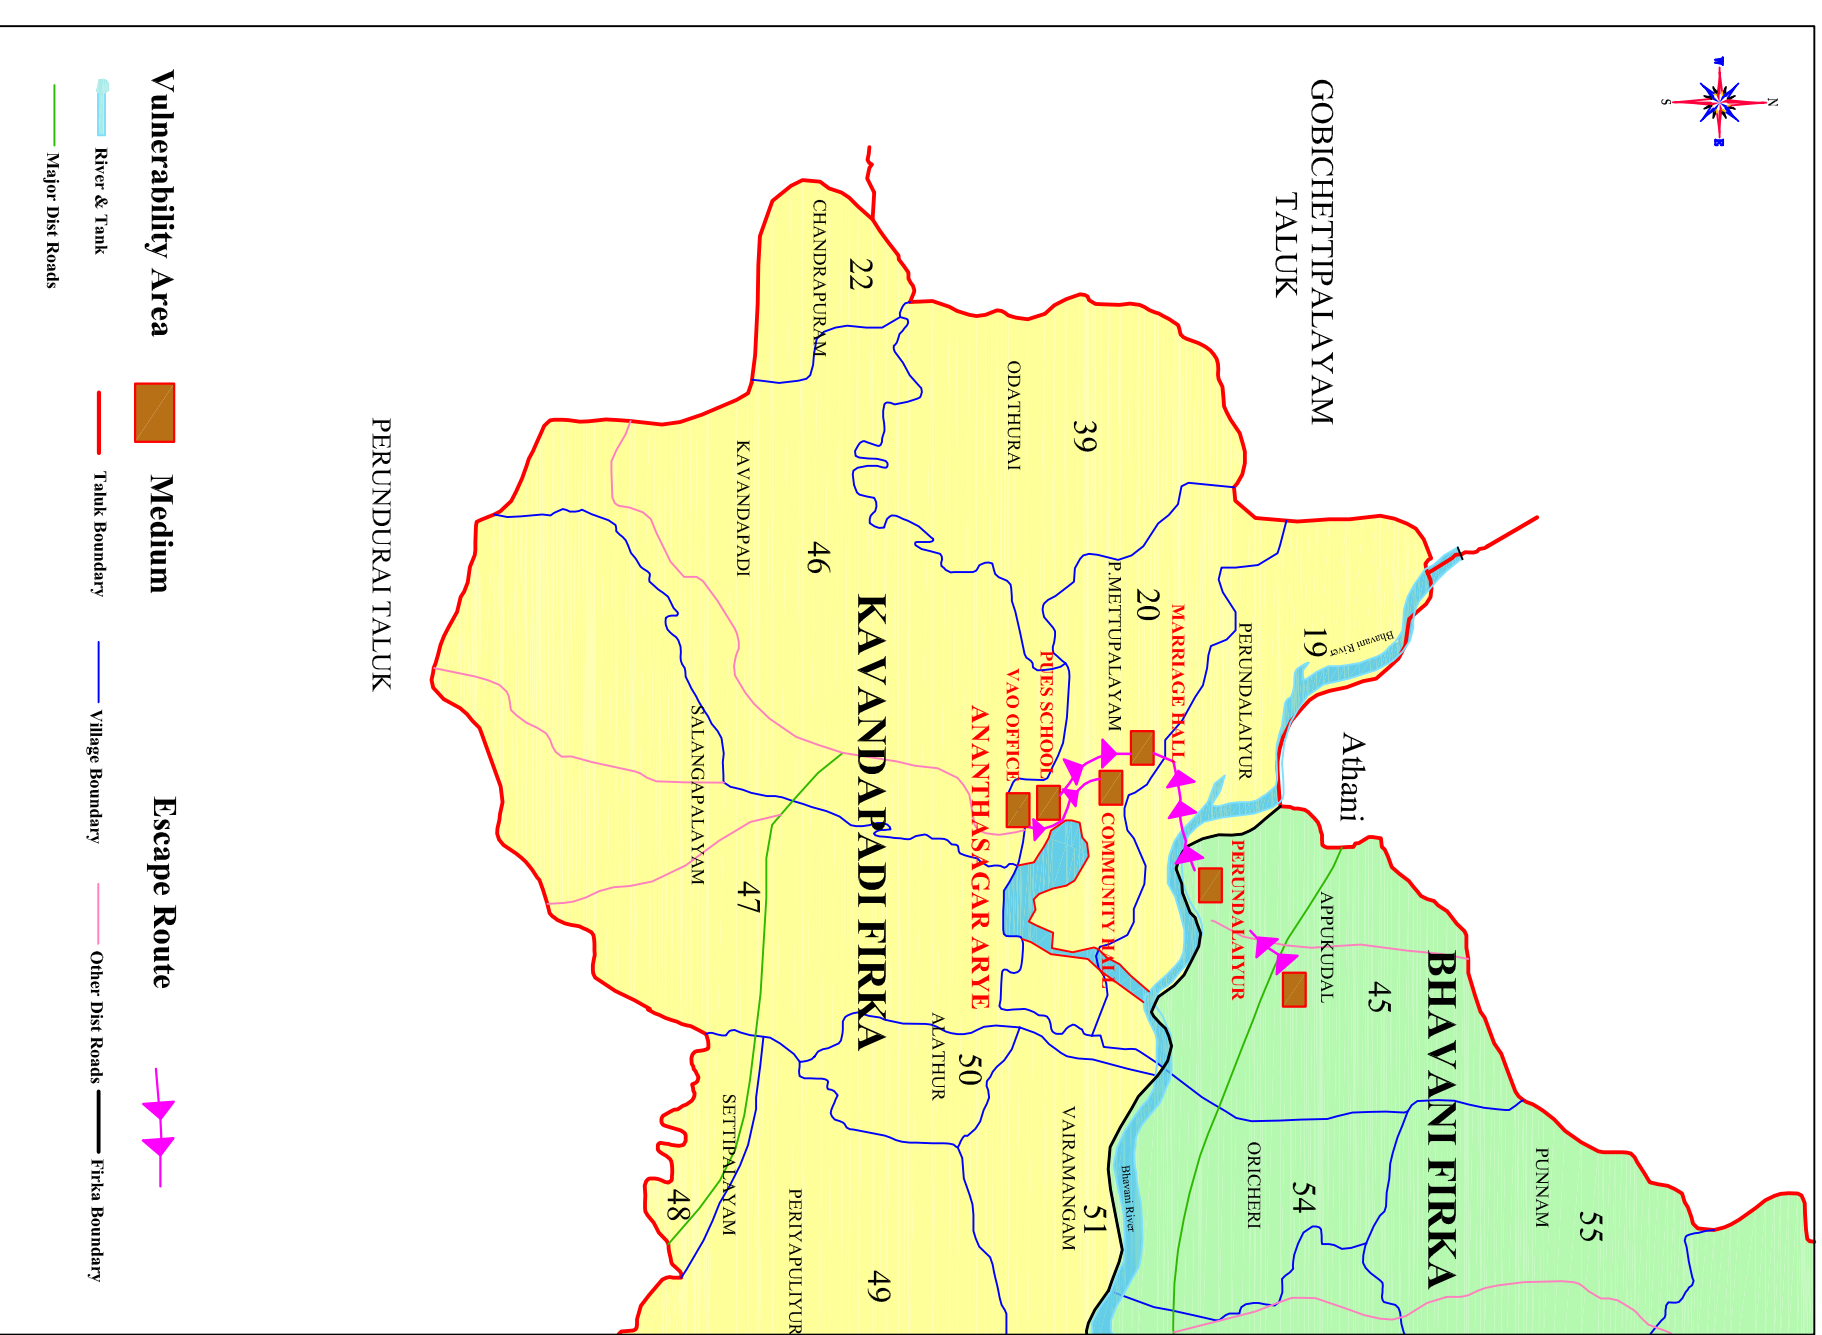 N
W
E
S
GOBICHETTIPALAYAM
TALUK
Athani
BHAVANI FIRKA
PUNNAM
55
45
APPUKUDAL
54
ORICHERI
19
Bhavani River
PERUNDALAIYUR
PERUNDALAIYUR
MARRIAGE HALL
20
P.METTUPALAYAM
COMMUNITY HALL
Bhavani River
39
ODATHURAI
PUES SCHOOL
VAO OFFICE
ANANTHASAGAR ARYE
51
VAIRAMANGAM
50
ALATHUR
KAVANDAPADI FIRKA
22
CHANDRAPURAM
46
KAVANDAPADI
47
SALANGAPALAYAM
49
PERIYAPULIYUR
SETTIPALAYAM
48
PERUNDURAI TALUK
Vulnerability Area
Medium
Escape Route
River & Tank
Taluk Boundary
Village Boundary
Other Dist Roads
Firka Boundary
Major Dist Roads